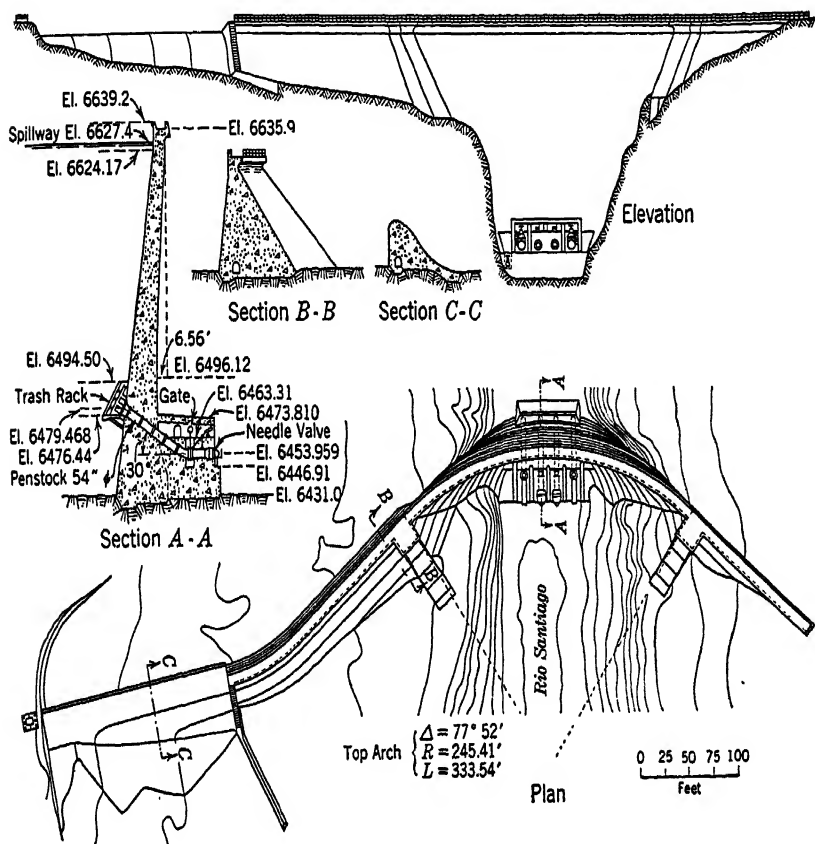 El. 6639.2
El. 6635.9
Spillway El. 6627.4
El. 6624.17
Elevation
Section B-B
Section C-C
6.56'
El. 6494.50
El. 6496.12
Trash Rack
Gate
El. 6463.31
El. 6473.810
Needle Valve
El. 6479.468
El. 6453.959
El. 6476.44
Penstock 54" ϕ
30
El. 6446.91
El. 6431.0
Section A-A
A
A
B
B
Rio Santiago
C
C
Top Arch
Δ = 77° 52'
R = 245.41'
L = 333.54'
Plan
0 25 50 75 100
Feet